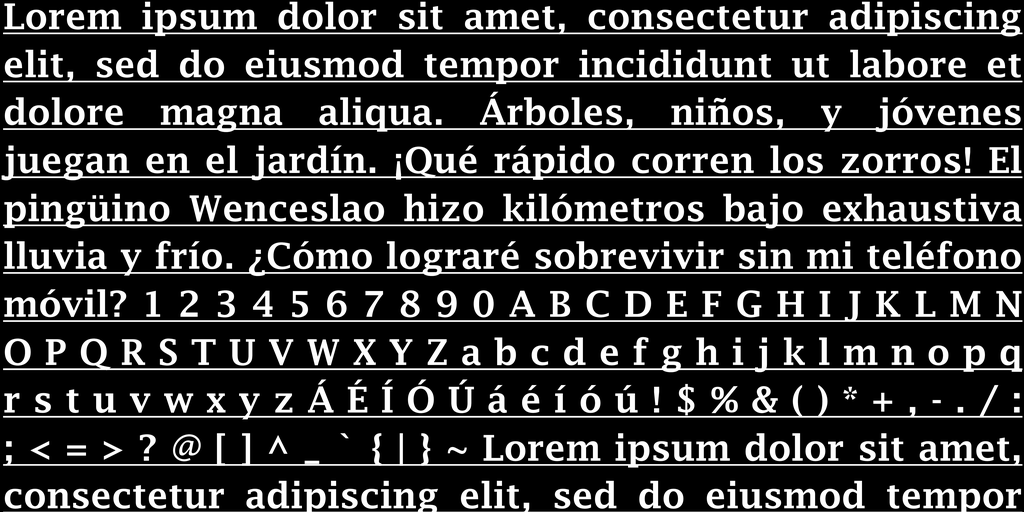 Lorem ipsum dolor sit amet, consectetur adipiscing
elit, sed do eiusmod tempor incididunt ut labore et
dolore magna aliqua. Árboles, niños, y jóvenes
juegan en el jardín. ¡Qué rápido corren los zorros! El
pingüino Wenceslao hizo kilómetros bajo exhaustiva
lluvia y frío. ¿Cómo lograré sobrevivir sin mi teléfono
móvil? 1 2 3 4 5 6 7 8 9 0 A B C D E F G H I J K L M N
O P Q R S T U V W X Y Z a b c d e f g h i j k l m n o p q
r s t u v w x y z Á É Í Ó Ú á é í ó ú ! $ % & ( ) * + , - . / :
; < = > ? @ [ ] ^ _ ` { | } ~ Lorem ipsum dolor sit amet,
consectetur adipiscing elit, sed do eiusmod tempor